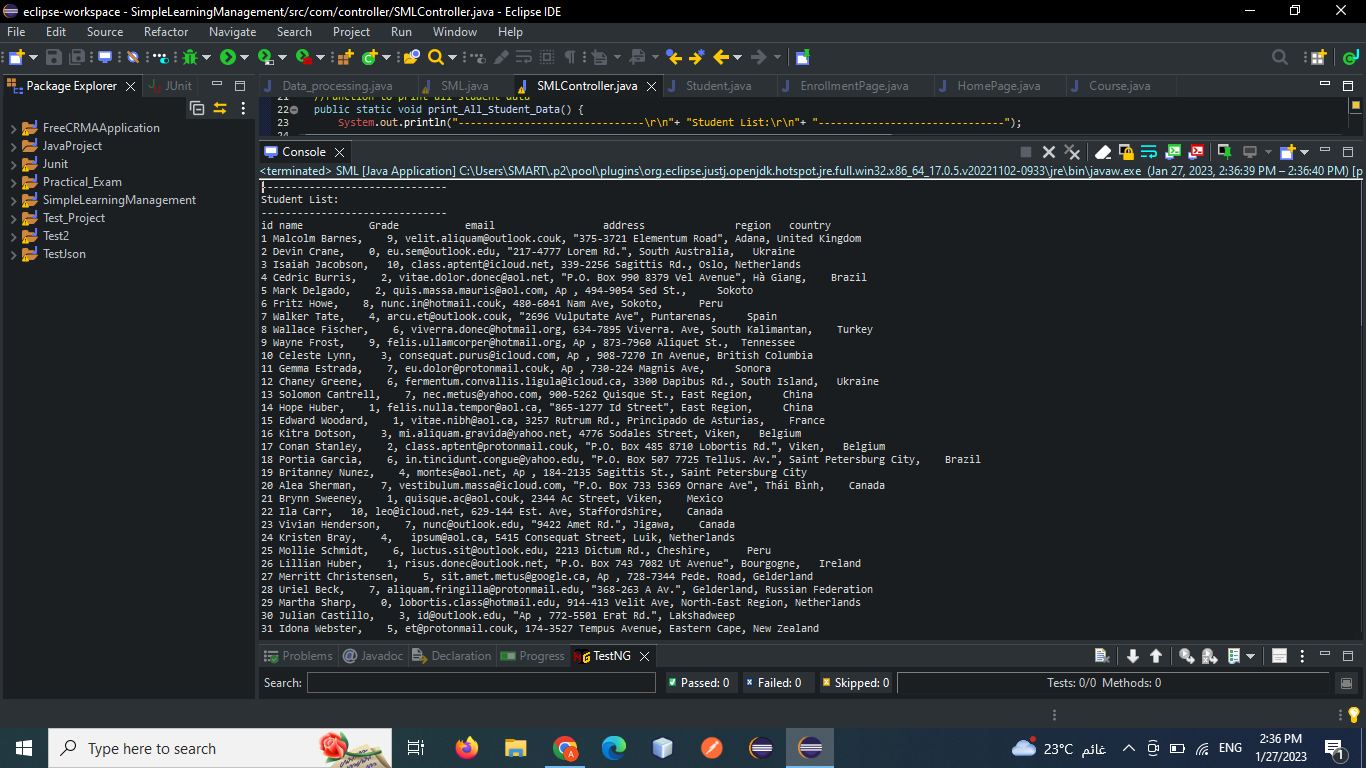 eclipse-workspace - SimpleLearningManagement/src/com/controller/SMLController.java - Eclipse IDE
File Edit Source Refactor Navigate Search Project Run Window Help
Package Explorer JUnit
Data_processing.java SML.java SMLController.java Student.java EnrollmentPage.java HomePage.java Course.java
FreeCRMAApplication
JavaProject
Junit
Practical_Exam
SimpleLearningManagement
Test_Project
Test2
TestJson
21 //function to print all student data
22 public static void print_All_Student_Data() {
23 System.out.println("-------------------------------\r\n"+ "Student List:\r\n"+ "-------------------------------");
24
Console
<terminated> SML [Java Application] C:\Users\SMART\.p2\pool\plugins\org.eclipse.justj.openjdk.hotspot.jre.full.win32.x86_64_17.0.5.v20221102-0933\jre\bin\javaw.exe (Jan 27, 2023, 2:36:39 PM – 2:36:40 PM) [p
-------------------------------
Student List:
-------------------------------
id name Grade email address region country
1 Malcolm Barnes, 9, velit.aliquam@outlook.couk, "375-3721 Elementum Road", Adana, United Kingdom
2 Devin Crane, 0, eu.sem@outlook.edu, "217-4777 Lorem Rd.", South Australia, Ukraine
3 Isaiah Jacobson, 10, class.aptent@icloud.net, 339-2256 Sagittis Rd., Oslo, Netherlands
4 Cedric Burris, 2, vitae.dolor.donec@aol.net, "P.O. Box 990 8379 Vel Avenue", Hà Giang, Brazil
5 Mark Delgado, 2, quis.massa.mauris@aol.com, Ap , 494-9054 Sed St., Sokoto
6 Fritz Howe, 8, nunc.in@hotmail.couk, 480-6041 Nam Ave, Sokoto, Peru
7 Walker Tate, 4, arcu.et@outlook.couk, "2696 Vulputate Ave", Puntarenas, Spain
8 Wallace Fischer, 6, viverra.donec@hotmail.org, 634-7895 Viverra. Ave, South Kalimantan, Turkey
9 Wayne Frost, 9, felis.ullamcorper@hotmail.org, Ap , 873-7960 Aliquet St., Tennessee
10 Celeste Lynn, 3, consequat.purus@icloud.com, Ap , 908-7270 In Avenue, British Columbia
11 Gemma Estrada, 7, eu.dolor@protonmail.couk, Ap , 730-224 Magnis Ave, Sonora
12 Chaney Greene, 6, fermentum.convallis.ligula@icloud.ca, 3300 Dapibus Rd., South Island, Ukraine
13 Solomon Cantrell, 7, nec.metus@yahoo.com, 900-5262 Quisque St., East Region, China
14 Hope Huber, 1, felis.nulla.tempor@aol.ca, "865-1277 Id Street", East Region, China
15 Edward Woodard, 1, vitae.nibh@aol.ca, 3257 Rutrum Rd., Principado de Asturias, France
16 Kitra Dotson, 3, mi.aliquam.gravida@yahoo.net, 4776 Sodales Street, Viken, Belgium
17 Conan Stanley, 2, class.aptent@protonmail.couk, "P.O. Box 485 8710 Lobortis Rd.", Viken, Belgium
18 Portia Garcia, 6, in.tincidunt.congue@yahoo.edu, "P.O. Box 507 7725 Tellus. Av.", Saint Petersburg City, Brazil
19 Britanney Nunez, 4, montes@aol.net, Ap , 184-2135 Sagittis St., Saint Petersburg City
20 Alea Sherman, 7, vestibulum.massa@icloud.com, "P.O. Box 733 5369 Ornare Ave", Thái Bình, Canada
21 Brynn Sweeney, 1, quisque.ac@aol.couk, 2344 Ac Street, Viken, Mexico
22 Ila Carr, 10, leo@icloud.net, 629-144 Est. Ave, Staffordshire, Canada
23 Vivian Henderson, 7, nunc@outlook.edu, "9422 Amet Rd.", Jigawa, Canada
24 Kristen Bray, 4, ipsum@aol.ca, 5415 Consequat Street, Luik, Netherlands
25 Mollie Schmidt, 6, luctus.sit@outlook.edu, 2213 Dictum Rd., Cheshire, Peru
26 Lillian Huber, 1, risus.donec@outlook.net, "P.O. Box 743 7082 Ut Avenue", Bourgogne, Ireland
27 Merritt Christensen, 5, sit.amet.metus@google.ca, Ap , 728-7344 Pede. Road, Gelderland
28 Uriel Beck, 7, aliquam.fringilla@protonmail.edu, "368-263 A Av.", Gelderland, Russian Federation
29 Martha Sharp, 0, lobortis.class@hotmail.edu, 914-413 Velit Ave, North-East Region, Netherlands
30 Julian Castillo, 3, id@outlook.edu, "Ap , 772-5501 Erat Rd.", Lakshadweep
31 Idona Webster, 5, et@protonmail.couk, 174-3527 Tempus Avenue, Eastern Cape, New Zealand
Problems Javadoc Declaration Progress TestNG
Search: Passed: 0 Failed: 0 Skipped: 0 Tests: 0/0 Methods: 0
Type here to search
23°C غائم
ENG
2:36 PM
1/27/2023
1